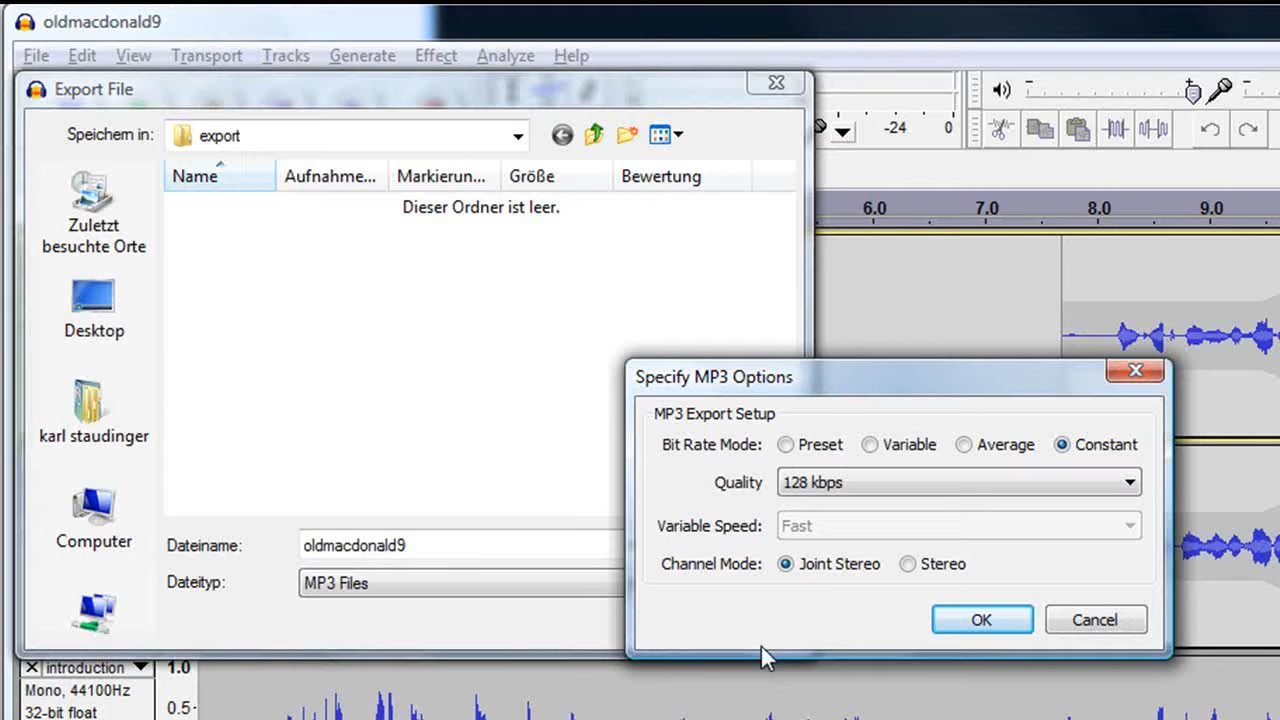 oldmacdonald9
File Edit View Transport Tracks Generate Effect Analyze Help
Export File
Speichern in: export
Name Aufnahme... Markierun... Größe Bewertung
Dieser Ordner ist leer.
Zuletzt
besuchte Orte
Desktop
karl staudinger
Computer
Dateiname: oldmacdonald9
Dateityp: MP3 Files
-24 0
6.0 7.0 8.0 9.0
Specify MP3 Options
MP3 Export Setup
Bit Rate Mode: Preset Variable Average Constant
Quality 128 kbps
Variable Speed: Fast
Channel Mode: Joint Stereo Stereo
OK Cancel
introduction 1.0
Mono, 44100Hz
32-bit float 0.5